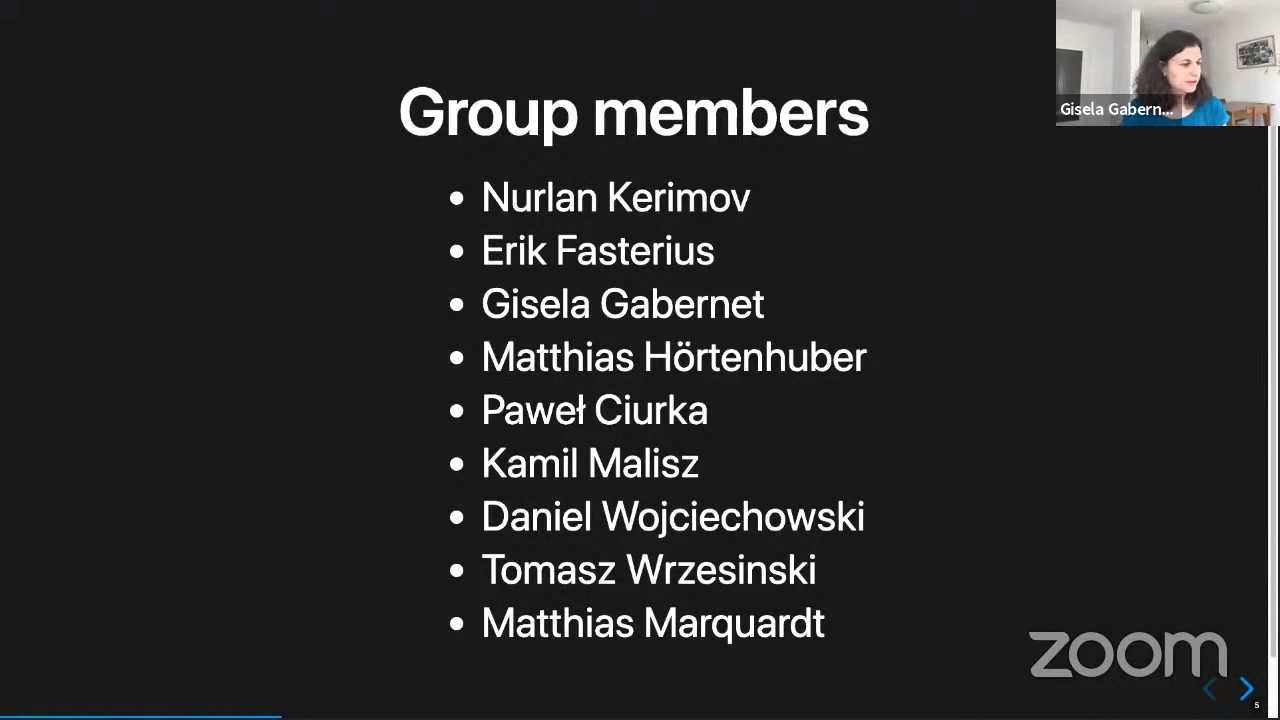 Group members
Gisela Gabern...
• Nurlan Kerimov
• Erik Fasterius
• Gisela Gabernet
• Matthias Hörtenhuber
• Paweł Ciurka
• Kamil Malisz
• Daniel Wojciechowski
• Tomasz Wrzesinski
• Matthias Marquardt
zoom
5